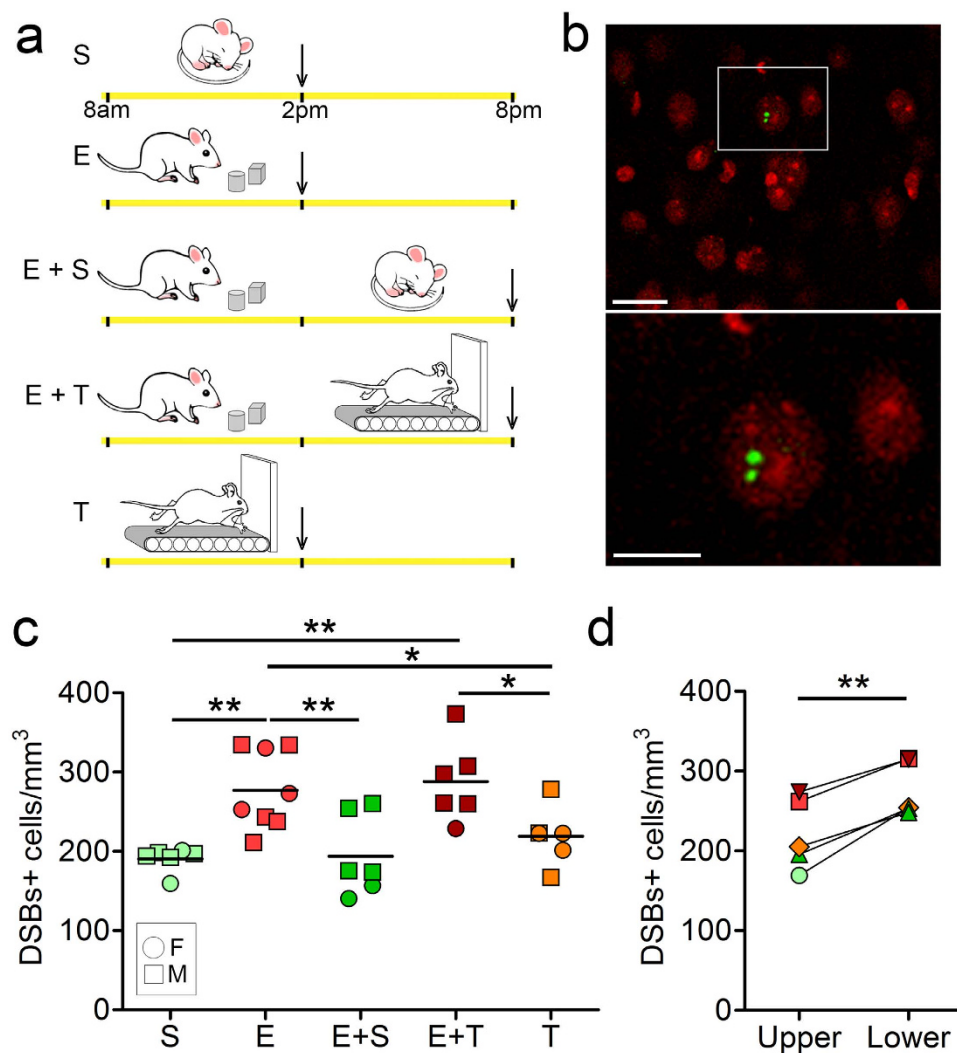 a
S
8am 2pm 8pm
E
E + S
E + T
T
b
c
**
*
** ** *
DSBs+ cells/mm³
400
300
200
100
0
F
M
S E E+S E+T T
d
**
DSBs+ cells/mm³
400
300
200
100
0
Upper Lower